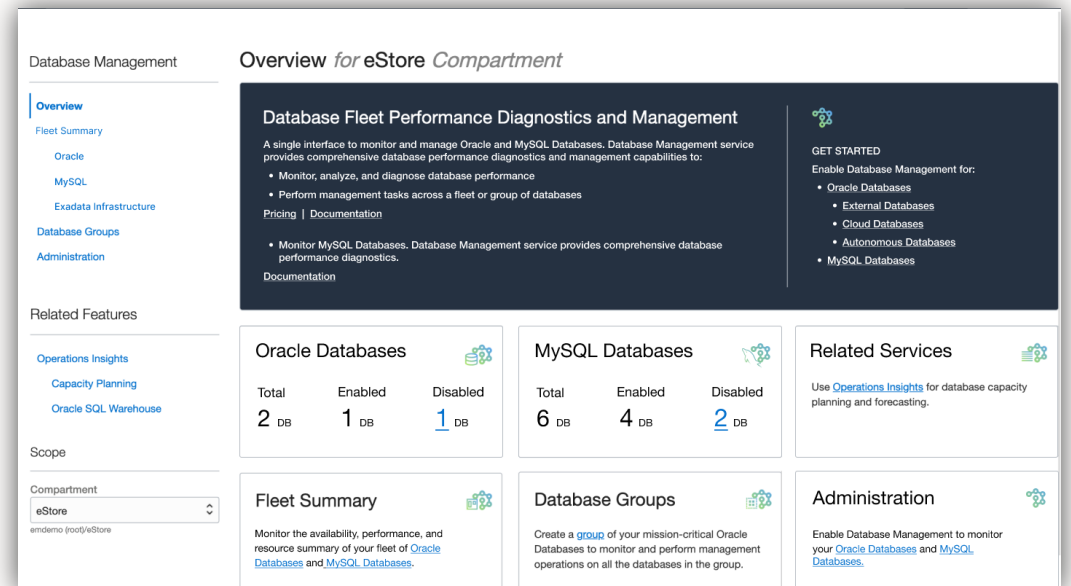 Database Management
Overview
Fleet Summary
Oracle
MySQL
Exadata Infrastructure
Database Groups
Administration
Related Features
Operations Insights
Capacity Planning
Oracle SQL Warehouse
Scope
Compartment
eStore
emdemo (root)/eStore
Overview for eStore Compartment
Database Fleet Performance Diagnostics and Management
A single interface to monitor and manage Oracle and MySQL Databases. Database Management service
provides comprehensive database performance diagnostics and management capabilities to:
• Monitor, analyze, and diagnose database performance
• Perform management tasks across a fleet or group of databases
Pricing | Documentation
• Monitor MySQL Databases. Database Management service provides comprehensive database
performance diagnostics.
Documentation
GET STARTED
Enable Database Management for:
• Oracle Databases
• External Databases
• Cloud Databases
• Autonomous Databases
• MySQL Databases
Oracle Databases
Total Enabled Disabled
2 DB 1 DB 1 DB
MySQL Databases
Total Enabled Disabled
6 DB 4 DB 2 DB
Related Services
Use Operations Insights for database capacity
planning and forecasting.
Fleet Summary
Monitor the availability, performance, and
resource summary of your fleet of Oracle
Databases and MySQL Databases.
Database Groups
Create a group of your mission-critical Oracle
Databases to monitor and perform management
operations on all the databases in the group.
Administration
Enable Database Management to monitor
your Oracle Databases and MySQL
Databases.